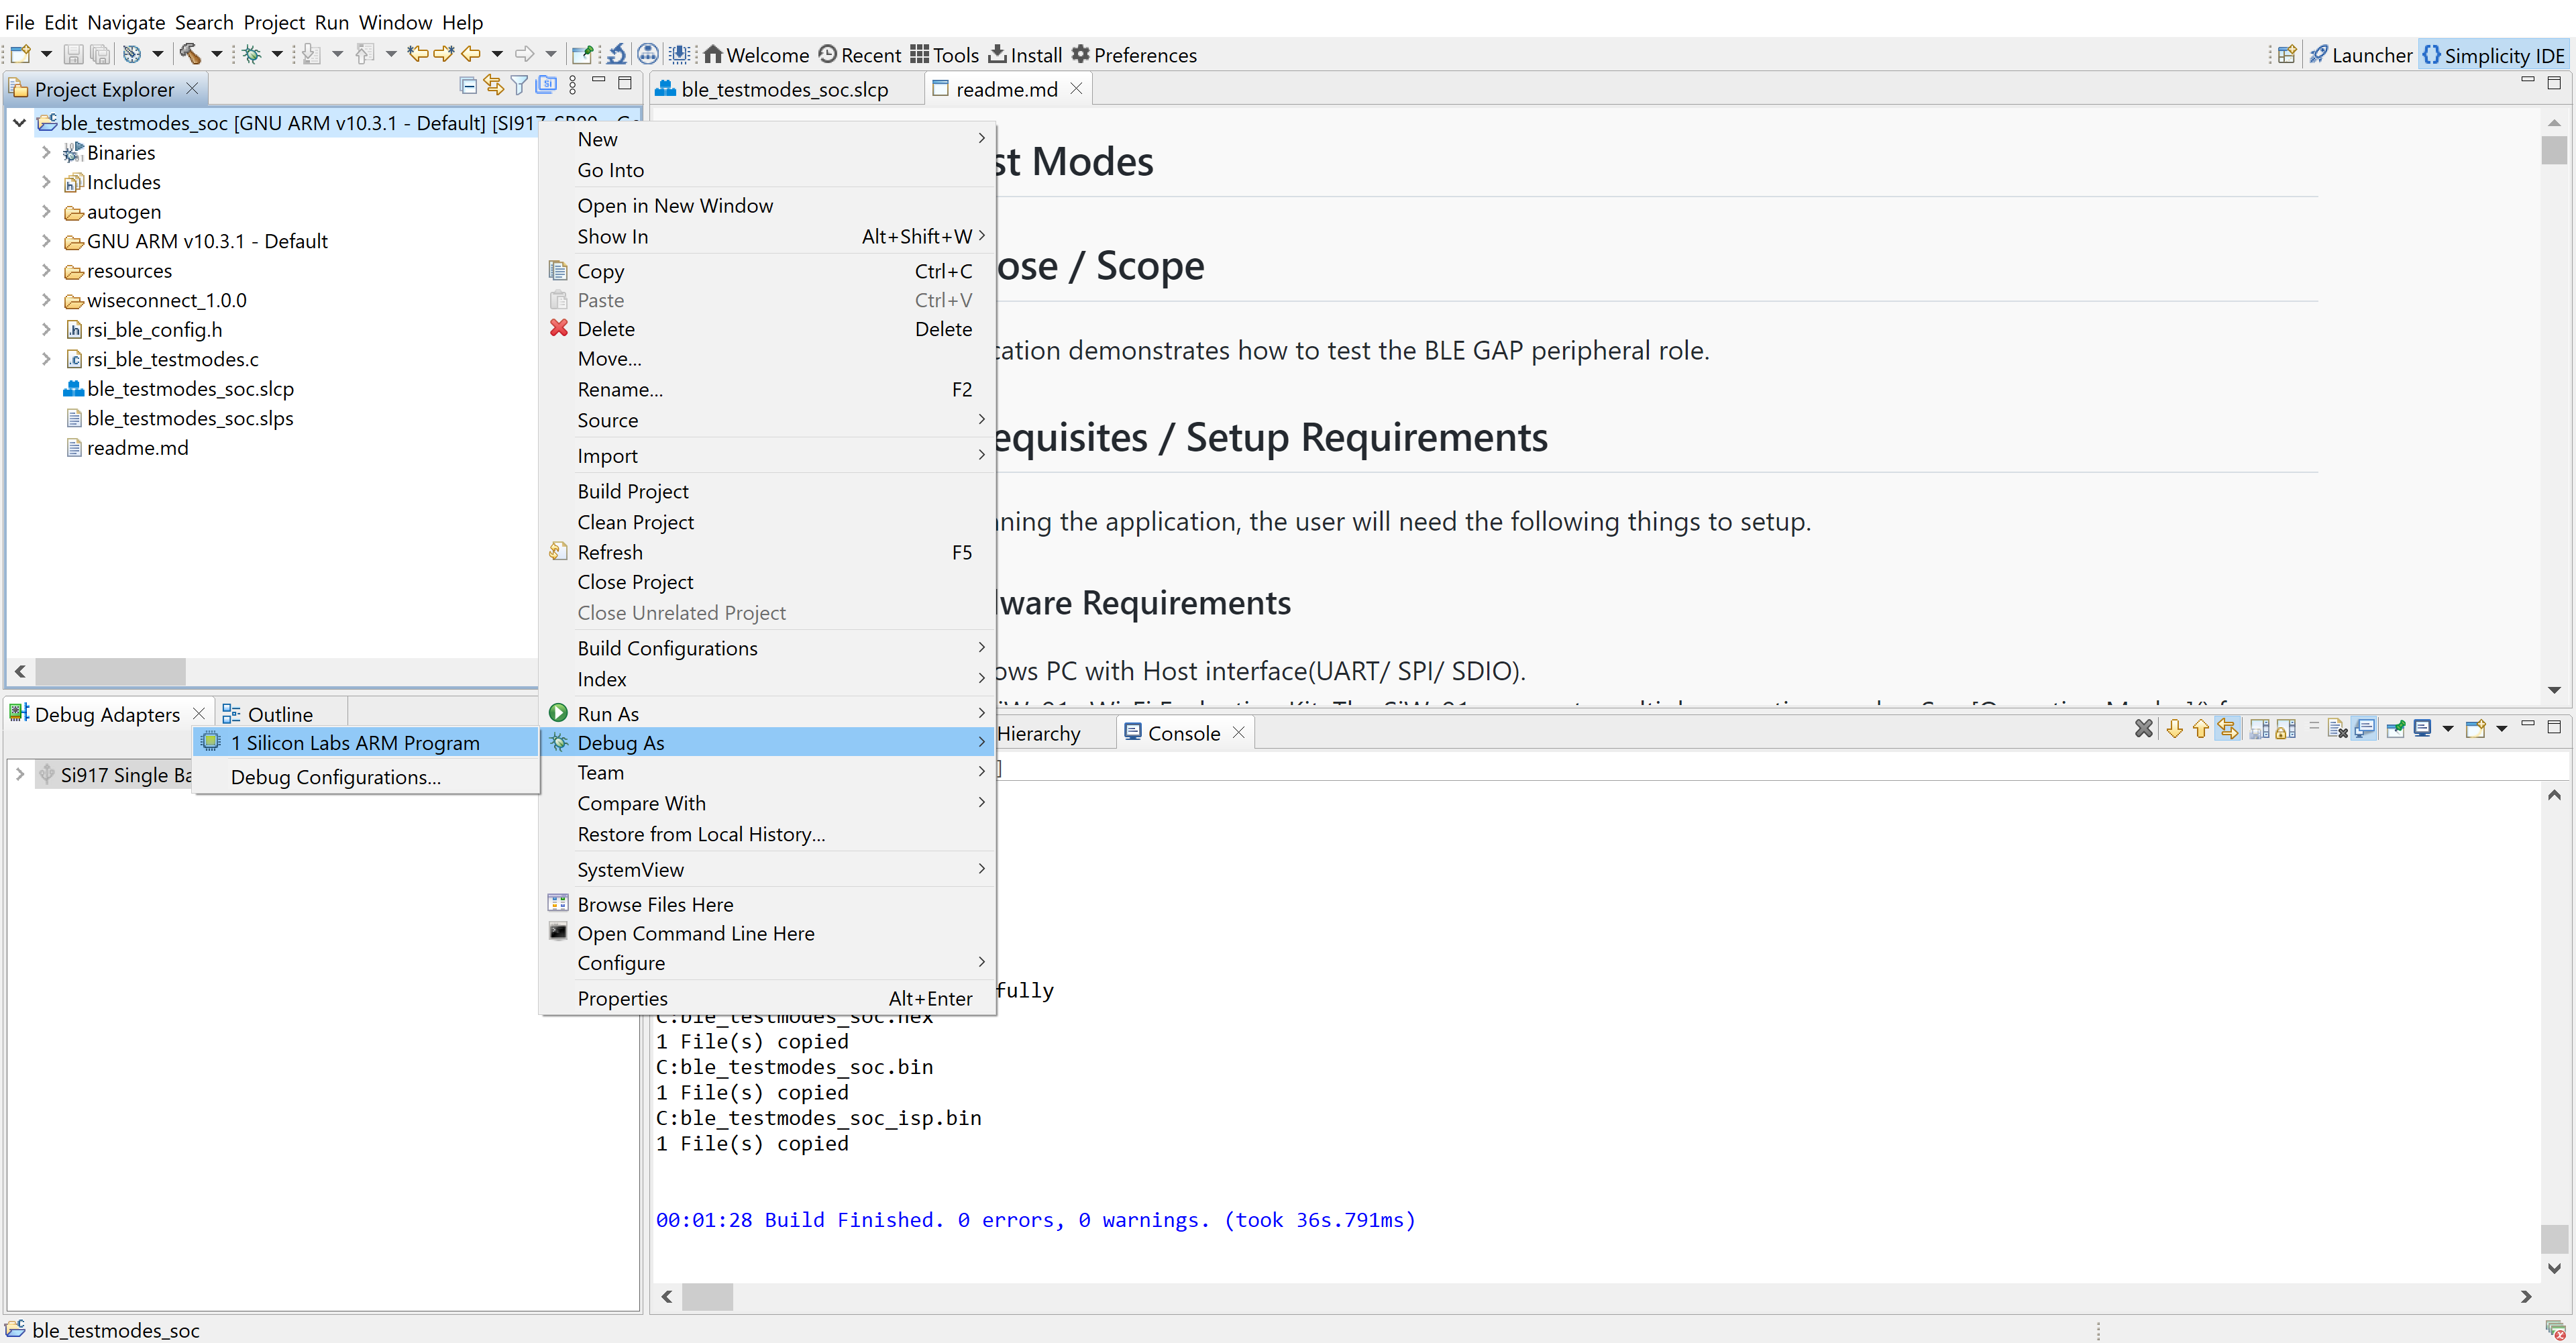 File Edit Navigate Search Project Run Window Help
Welcome Recent Tools Install Preferences
Launcher {} Simplicity IDE
Project Explorer
ble_testmodes_soc [GNU ARM v10.3.1 - Default] [SI917
Binaries
Includes
autogen
GNU ARM v10.3.1 - Default
resources
wiseconnect_1.0.0
rsi_ble_config.h
rsi_ble_testmodes.c
ble_testmodes_soc.slcp
ble_testmodes_soc.slps
readme.md
New
Go Into
Open in New Window
Show In Alt+Shift+W
Copy Ctrl+C
Paste Ctrl+V
Delete Delete
Move...
Rename... F2
Source
Import
Build Project
Clean Project
Refresh F5
Close Project
Close Unrelated Project
Build Configurations
Index
Run As
Debug As
Team
Compare With
Restore from Local History...
SystemView
Browse Files Here
Open Command Line Here
Configure
Properties Alt+Enter
ble_testmodes_soc.slcp
readme.md
st Modes
ose / Scope
cation demonstrates how to test the BLE GAP peripheral role.
equisites / Setup Requirements
ning the application, the user will need the following things to setup.
ware Requirements
ows PC with Host interface(UART/ SPI/ SDIO).
Debug Adapters
Outline
1 Silicon Labs ARM Program
Debug Configurations...
Si917 Single Ba
Hierarchy
Console
]
fully
C:ble_testmodes_soc.hex
1 File(s) copied
C:ble_testmodes_soc.bin
1 File(s) copied
C:ble_testmodes_soc_isp.bin
1 File(s) copied
00:01:28 Build Finished. 0 errors, 0 warnings. (took 36s.791ms)
ble_testmodes_soc